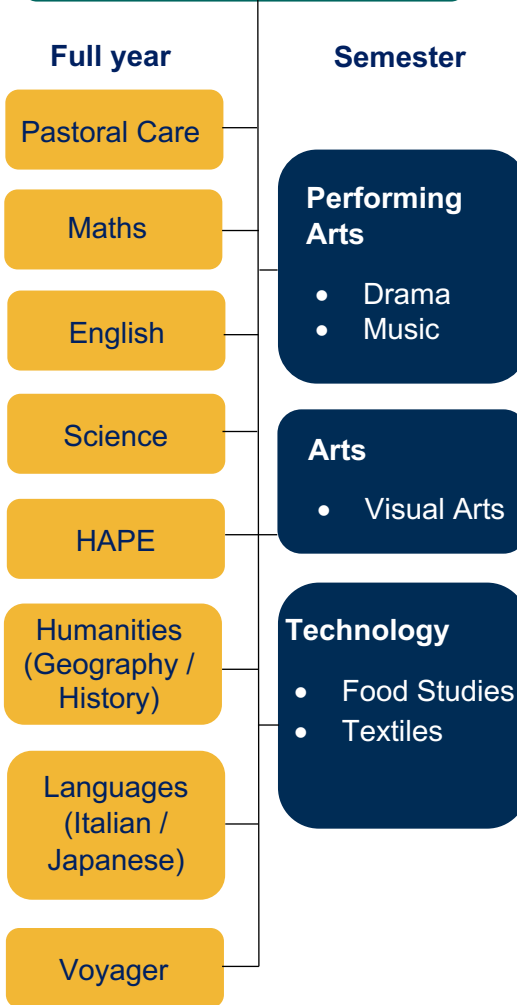 Full year
Pastoral Care
Maths
English
Science
HAPE
Humanities
(Geography /
History)
Languages
(Italian /
Japanese)
Voyager
Semester
Performing
Arts
• Drama
• Music
Arts
• Visual Arts
Technology
• Food Studies
• Textiles